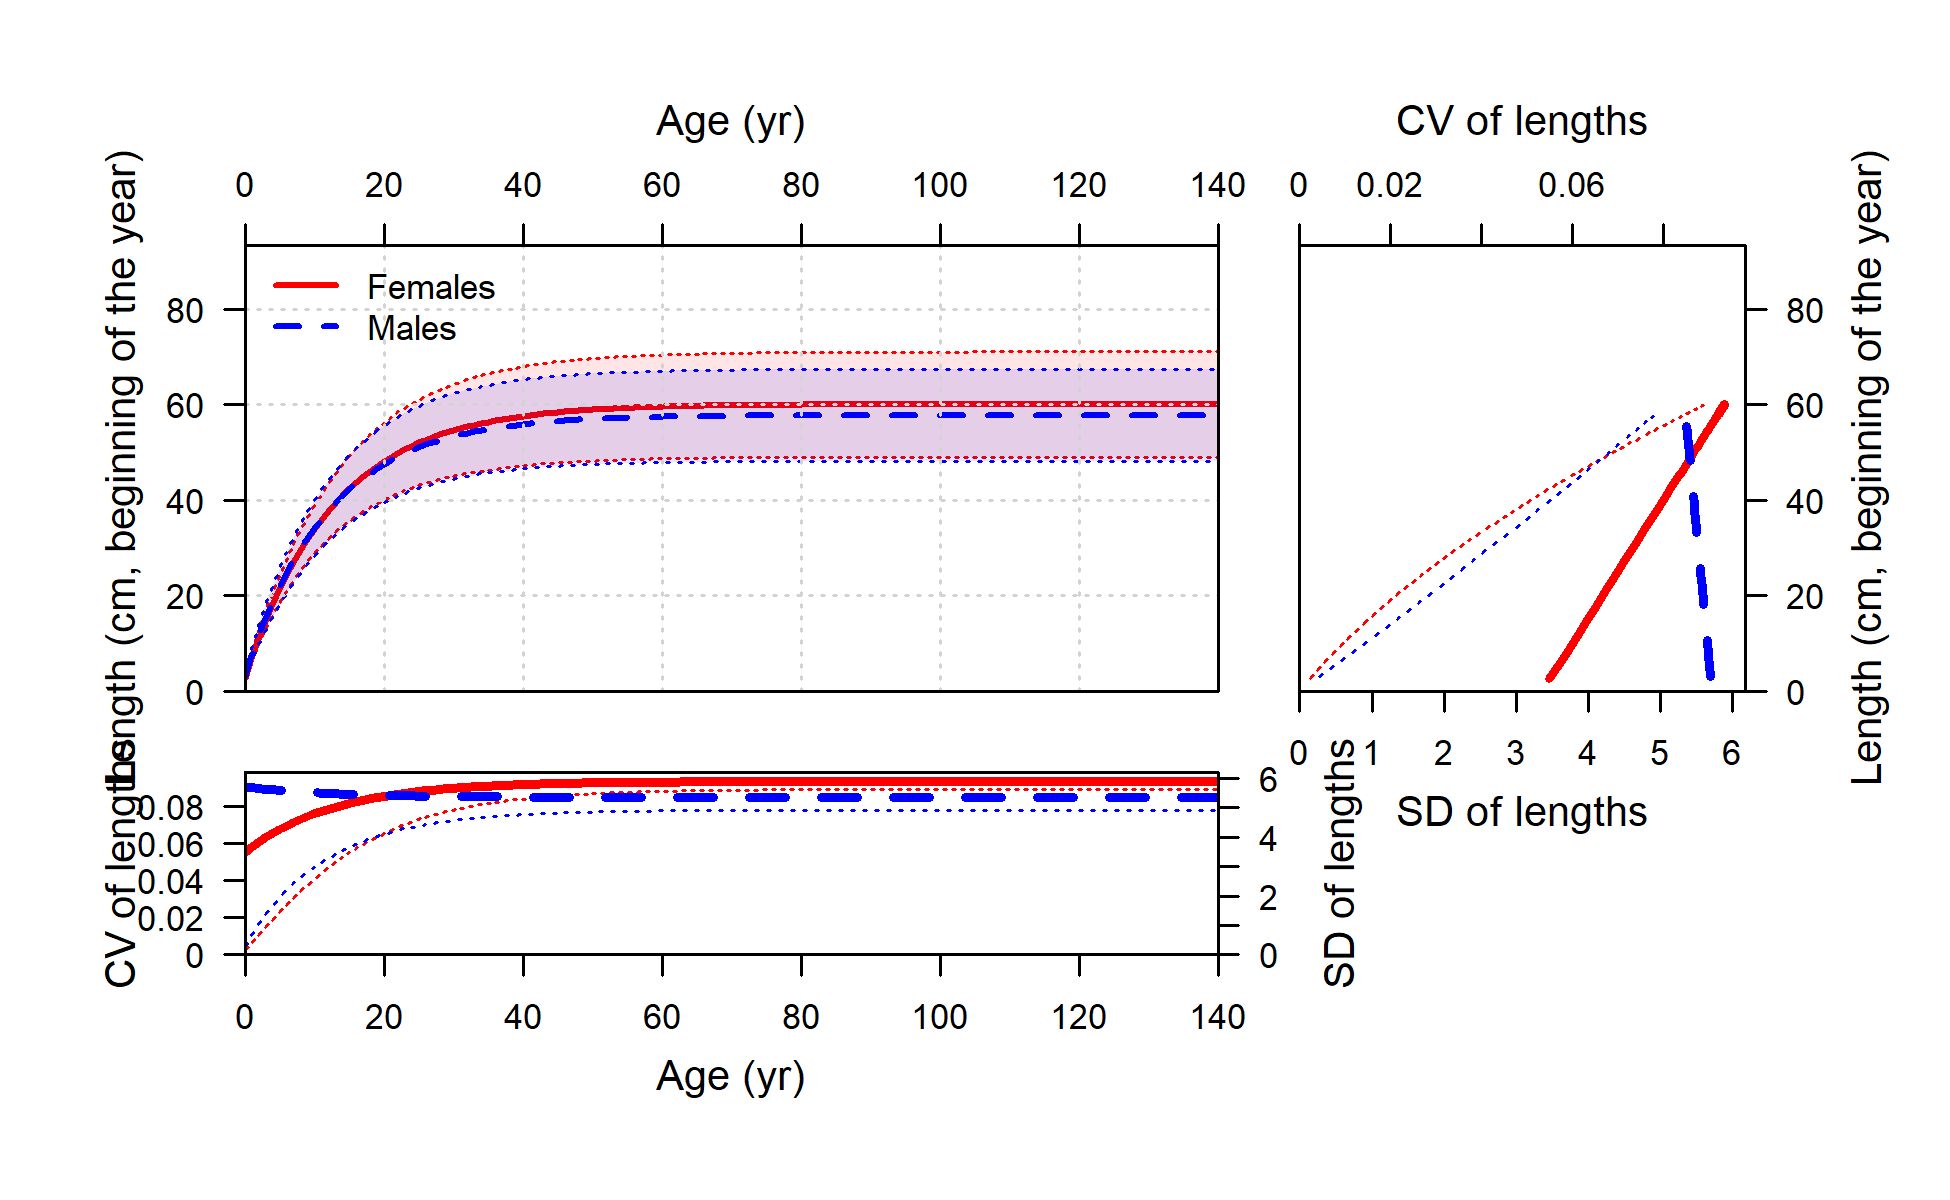 Age (yr)
CV of lengths
0 20 40 60 80 100 120 140
0 0.02 0.06
Length (cm, beginning of the year)
80
60
40
20
0
Females
Males
80
60
40
20
0
Length (cm, beginning of the year)
0 1 2 3 4 5 6
SD of lengths
CV of lengths
0.08
0.06
0.04
0.02
0
6
4
2
0
SD of lengths
0 20 40 60 80 100 120 140
Age (yr)